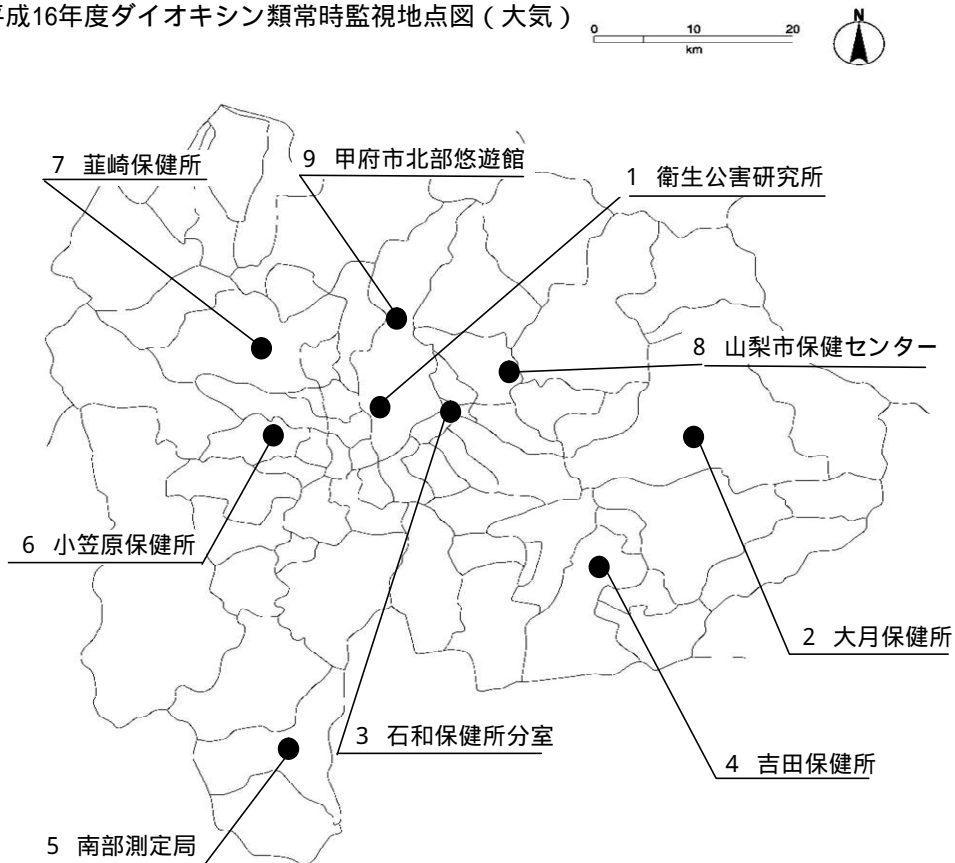 平成16年度ダイオキシン類常時監視地点図（大気）
0 10 20
km
N
7 韮崎保健所
9 甲府市北部悠遊館
1 衛生公害研究所
8 山梨市保健センター
6 小笠原保健所
2 大月保健所
3 石和保健所分室
4 吉田保健所
5 南部測定局